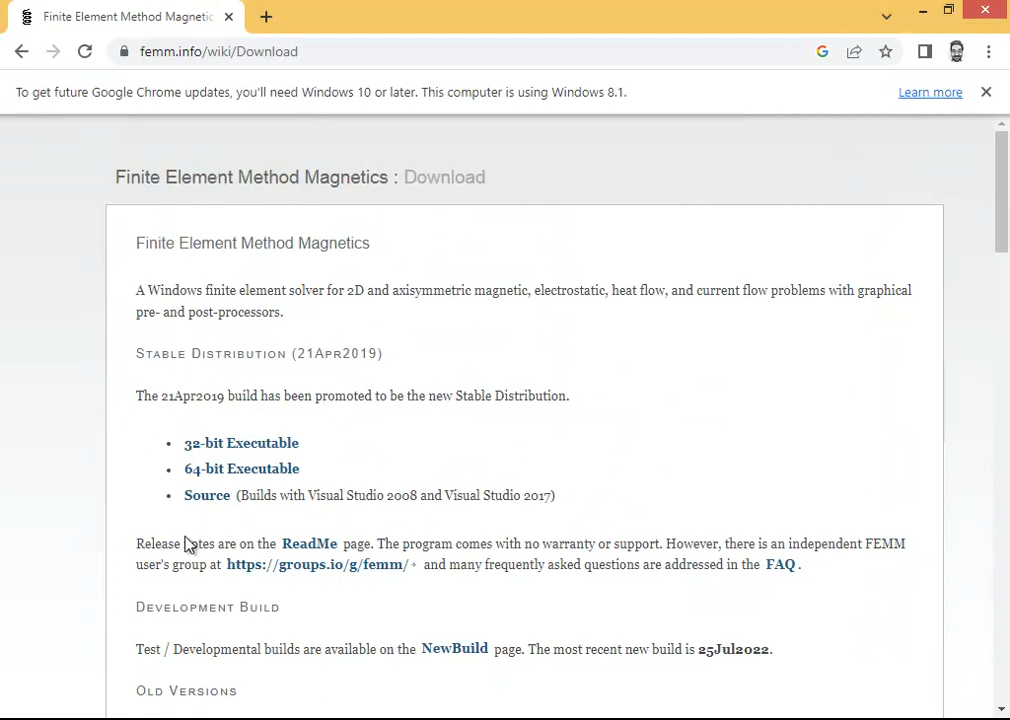 Finite Element Method Magnetic
femm.info/wiki/Download
To get future Google Chrome updates, you'll need Windows 10 or later. This computer is using Windows 8.1.
Learn more
Finite Element Method Magnetics : Download
Finite Element Method Magnetics
A Windows finite element solver for 2D and axisymmetric magnetic, electrostatic, heat flow, and current flow problems with graphical
pre- and post-processors.
Stable Distribution (21Apr2019)
The 21Apr2019 build has been promoted to be the new Stable Distribution.
• 32-bit Executable
• 64-bit Executable
• Source (Builds with Visual Studio 2008 and Visual Studio 2017)
Release notes are on the ReadMe page. The program comes with no warranty or support. However, there is an independent FEMM
user's group at https://groups.io/g/femm/ and many frequently asked questions are addressed in the FAQ.
Development Build
Test / Developmental builds are available on the NewBuild page. The most recent new build is 25Jul2022.
Old Versions